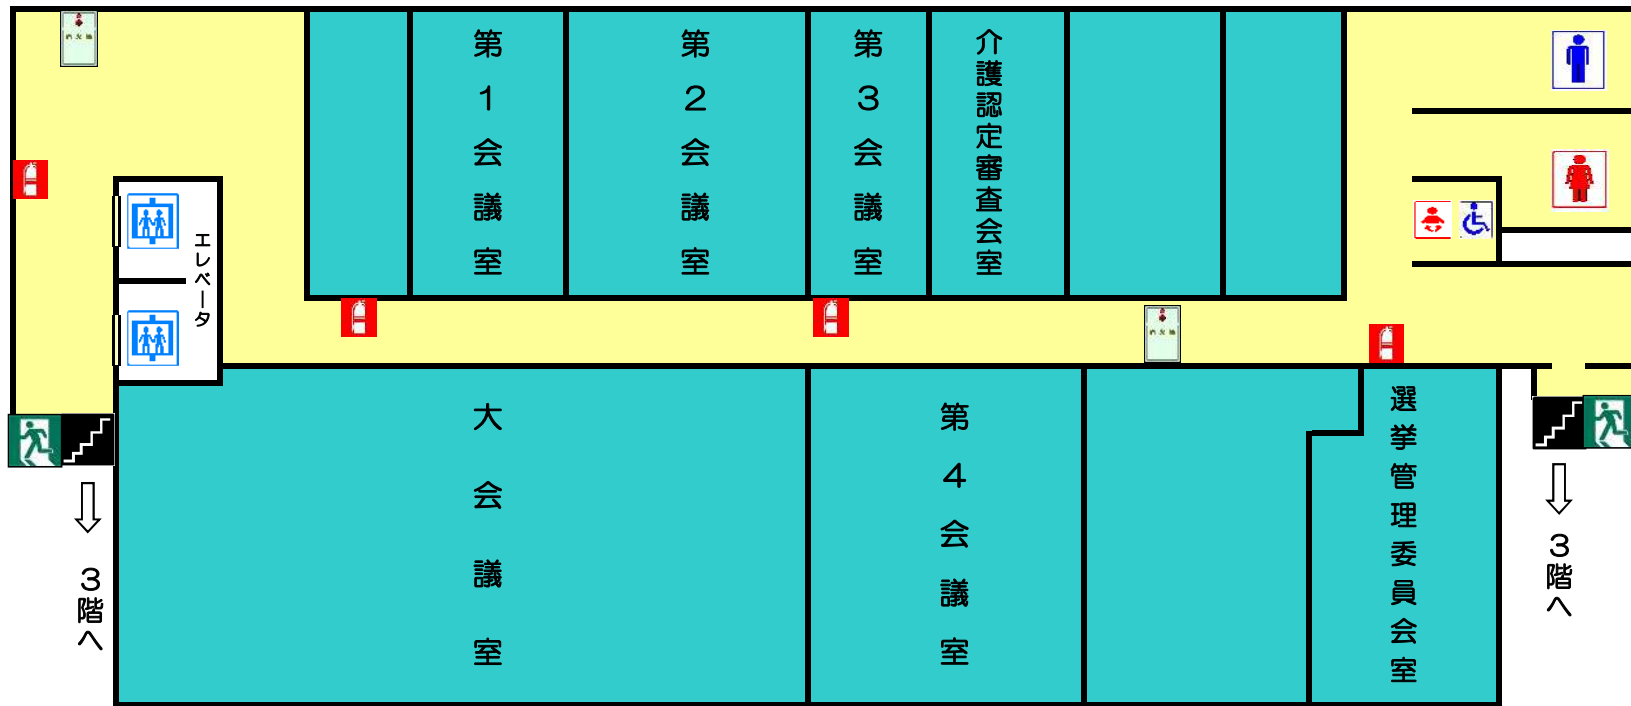 第1会議室
第2会議室
第3会議室
介護認定審査会室
エレベータ
大会議室
第4会議室
選挙管理委員会室
3階へ
3階へ